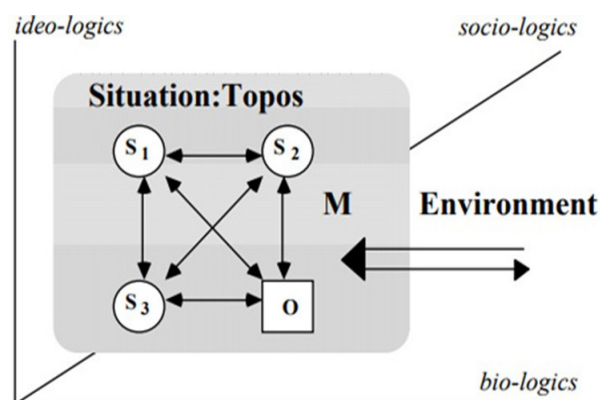 ideo-logics
socio-logics
Situation:Topos
S1
S2
M
Environment
S3
O
bio-logics